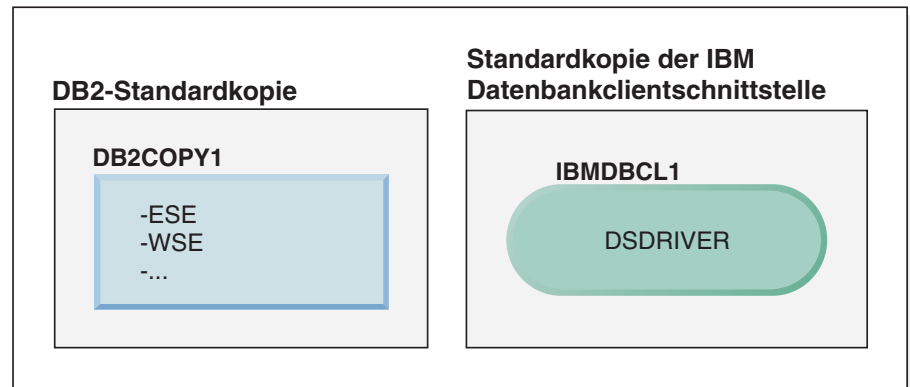 DB2-Standardkopie
DB2COPY1
-ESE
-WSE
-...
Standardkopie der IBM
Datenbankclientschnittstelle
IBMDBCL1
DSDRIVER